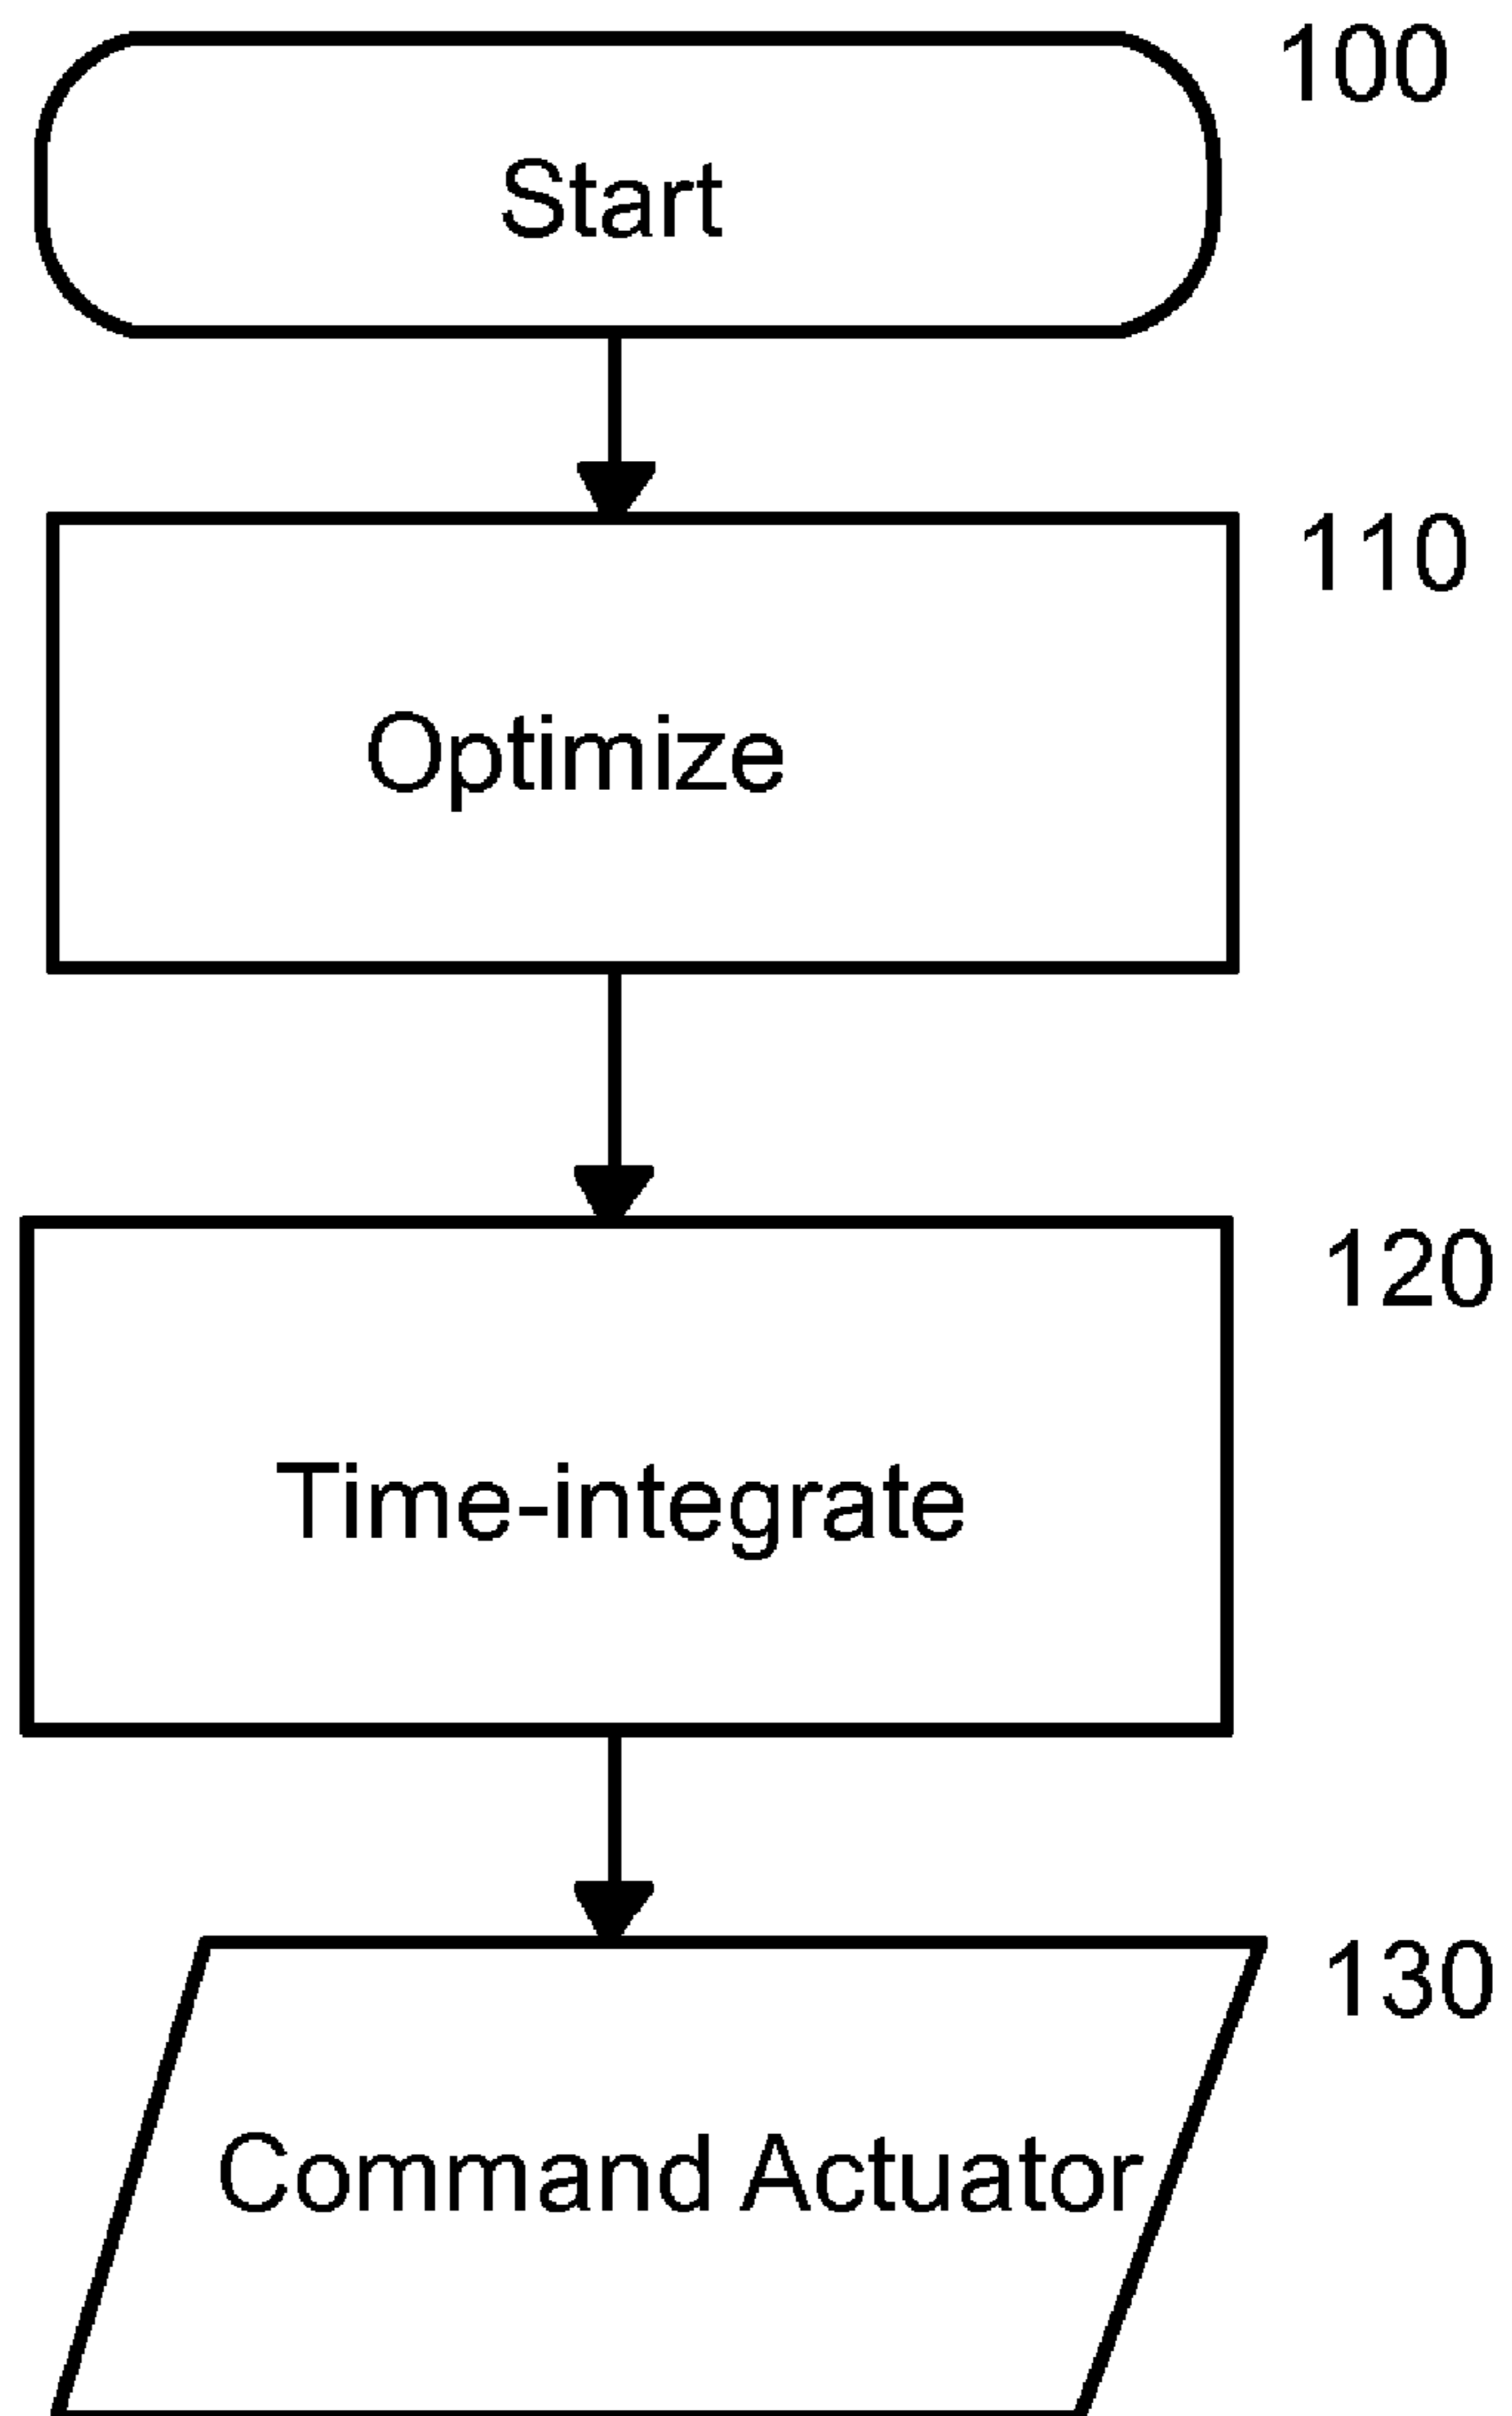 100
Start
110
Optimize
120
Time-integrate
130
Command Actuator